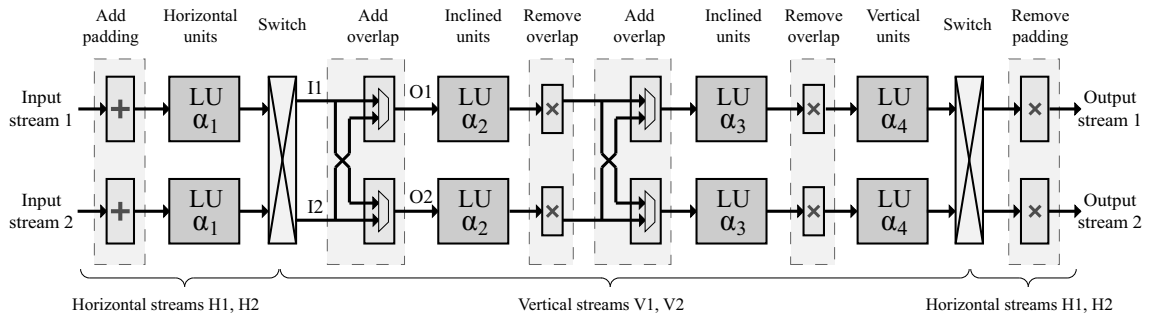 Add
padding
Horizontal
units
Switch
Add
overlap
Inclined
units
Remove
overlap
Add
overlap
Inclined
units
Remove
overlap
Vertical
units
Switch
Remove
padding
Input
stream 1
+
LU
α1
I1
O1
LU
α2
×
LU
α3
×
LU
α4
×
Output
stream 1
Input
stream 2
+
LU
α1
I2
O2
LU
α2
×
LU
α3
×
LU
α4
×
Output
stream 2
Horizontal streams H1, H2
Vertical streams V1, V2
Horizontal streams H1, H2